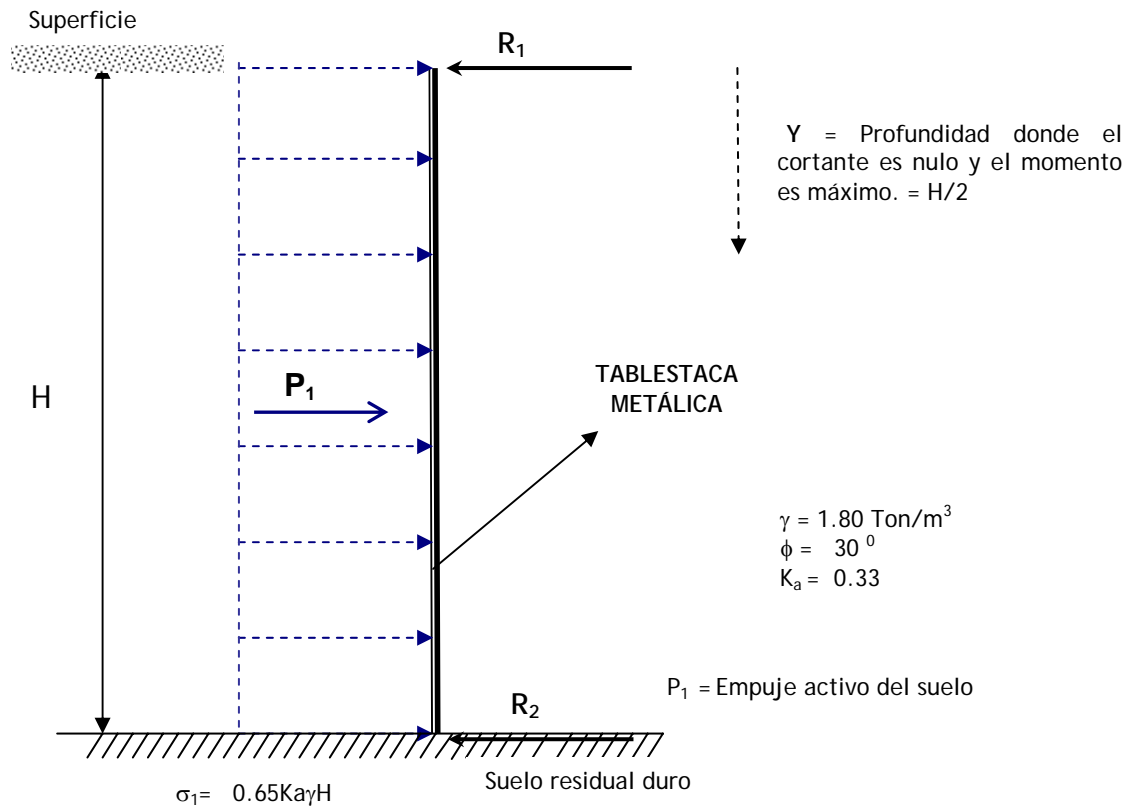 Superficie
R₁
Y = Profundidad donde el
cortante es nulo y el momento
es máximo. = H/2
H
P₁
TABLESTACA
METÁLICA
γ = 1.80 Ton/m³
ϕ = 30 ⁰
Kₐ = 0.33
P₁ = Empuje activo del suelo
R₂
Suelo residual duro
σ₁= 0.65KaγH